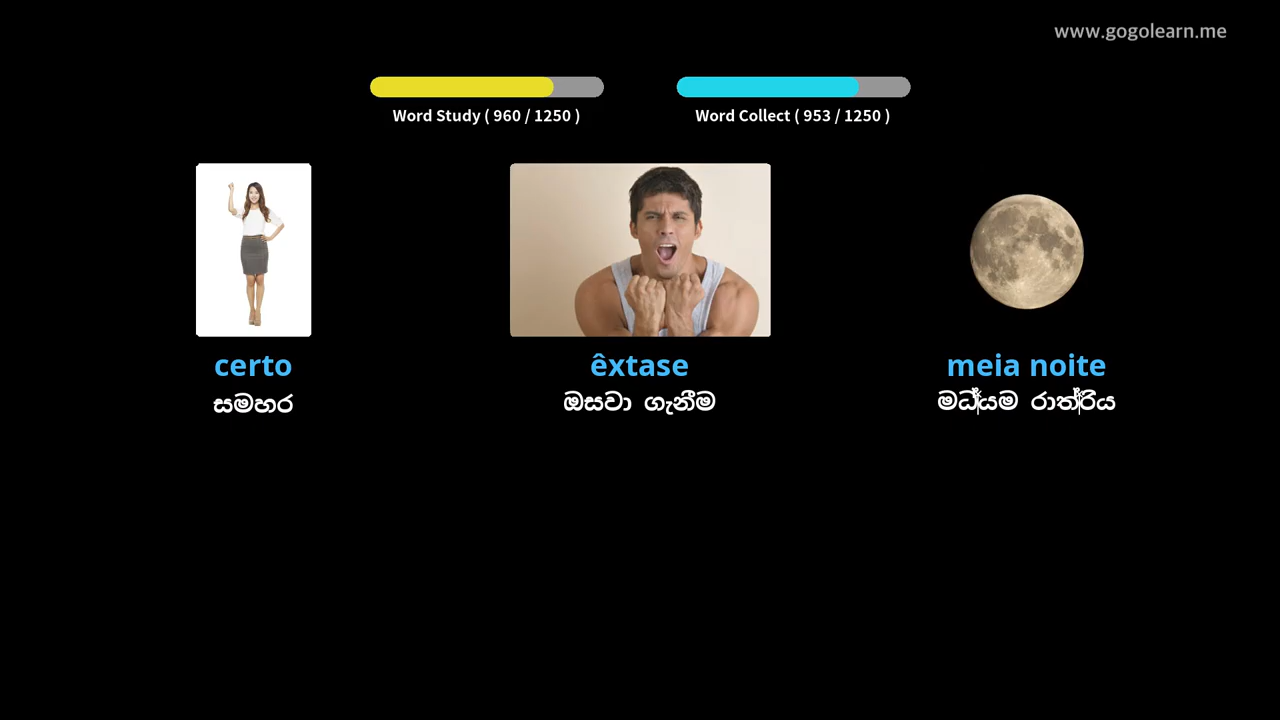 www.gogolearn.me
Word Study ( 960 / 1250 )
Word Collect ( 953 / 1250 )
certo
සමහර
êxtase
ඔසවා ගැනීම
meia noite
මධ්‍යම රාත්‍රිය